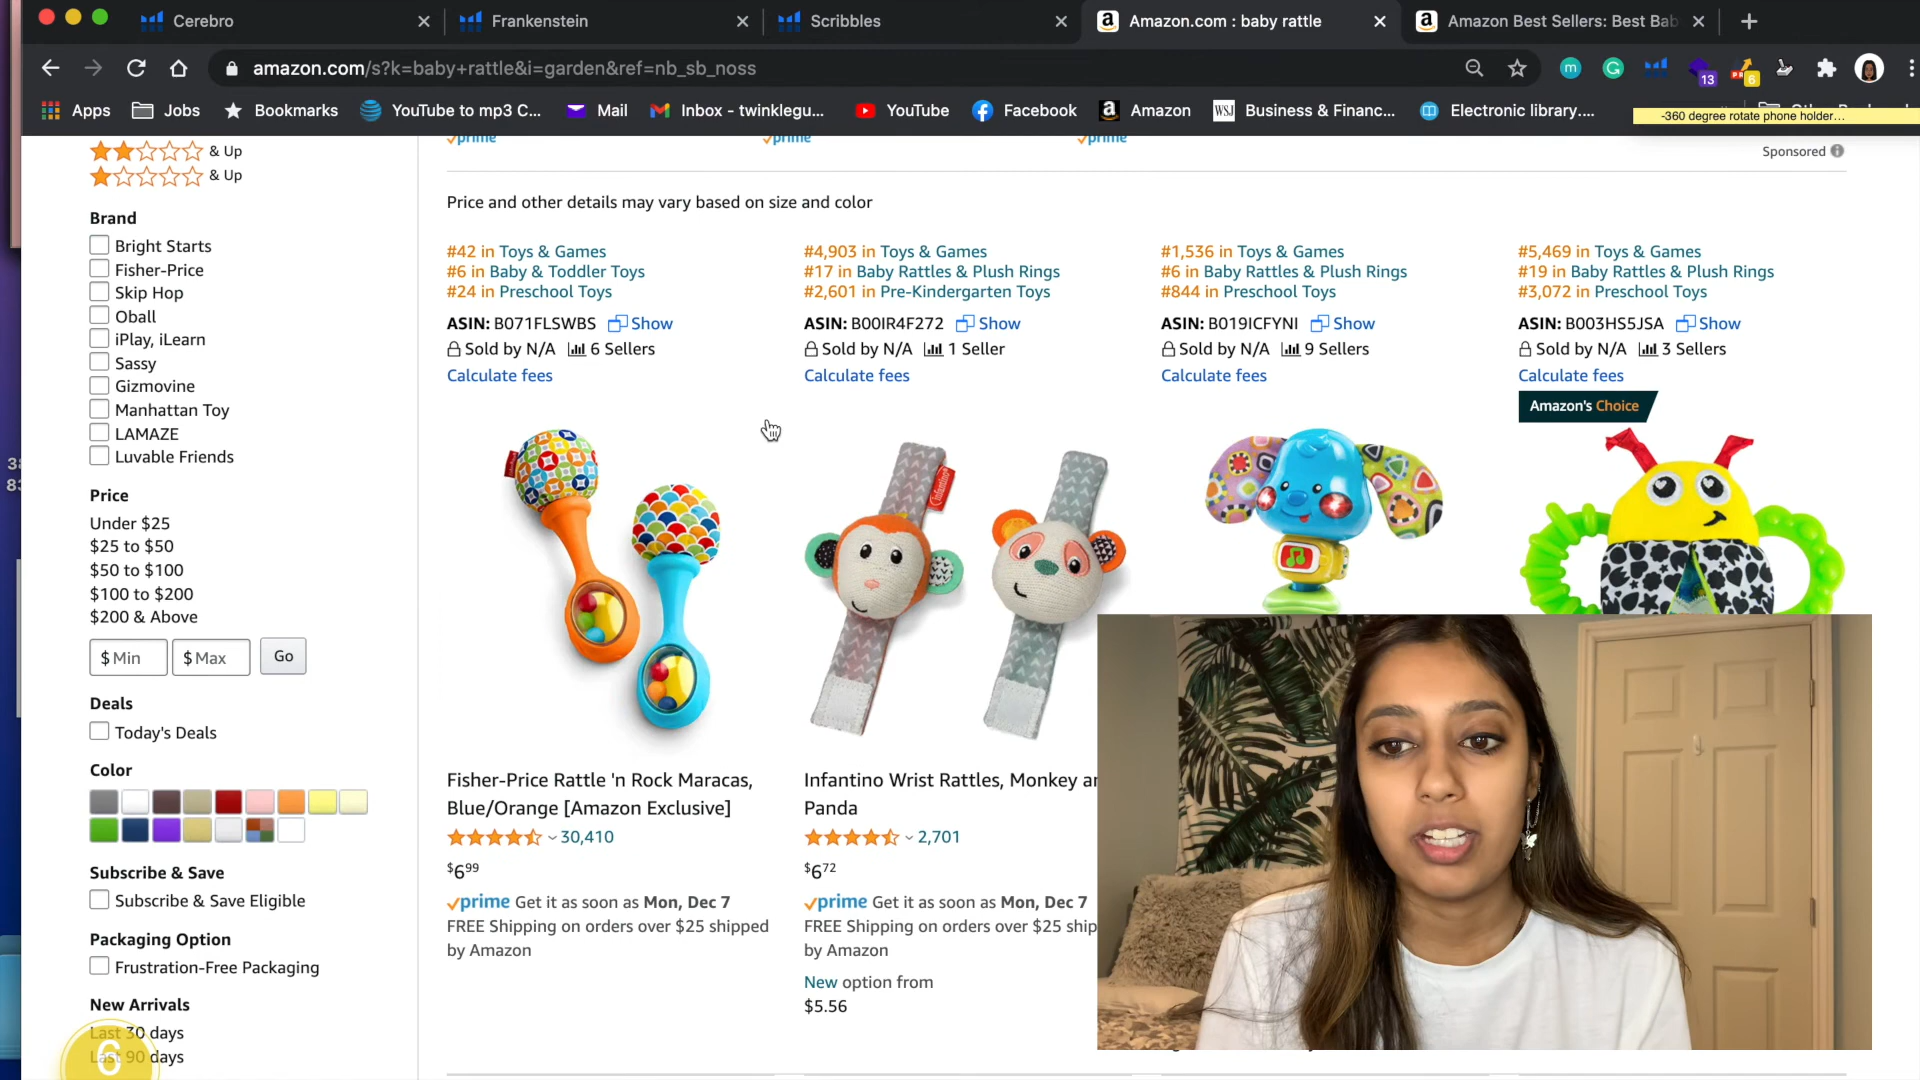 Cerebro
Frankenstein
Scribbles
Amazon.com : baby rattle
Amazon Best Sellers: Best Bab
amazon.com/s?k=baby+rattle&i=garden&ref=nb_sb_noss
13
6
Apps
Jobs
Bookmarks
YouTube to mp3 C...
Mail
Inbox - twinklegu...
YouTube
Facebook
Amazon
WSJ
Business & Financ...
Electronic library....
-360 degree rotate phone holder...
& Up
& Up
Brand
Bright Starts
Fisher-Price
Skip Hop
Oball
iPlay, iLearn
Sassy
Gizmovine
Manhattan Toy
LAMAZE
Luvable Friends
Price
Under $25
$25 to $50
$50 to $100
$100 to $200
$200 & Above
$ Min
$ Max
Go
Deals
Today's Deals
Color
Subscribe & Save
Subscribe & Save Eligible
Packaging Option
Frustration-Free Packaging
New Arrivals
Last 30 days
Last 90 days
6
prime
prime
prime
Sponsored
Price and other details may vary based on size and color
#42 in Toys & Games
#6 in Baby & Toddler Toys
#24 in Preschool Toys
ASIN: B071FLSWBS Show
Sold by N/A 6 Sellers
Calculate fees
Fisher-Price Rattle 'n Rock Maracas,
Blue/Orange [Amazon Exclusive]
30,410
$6.99
prime Get it as soon as Mon, Dec 7
FREE Shipping on orders over $25 shipped
by Amazon
#4,903 in Toys & Games
#17 in Baby Rattles & Plush Rings
#2,601 in Pre-Kindergarten Toys
ASIN: B00IR4F272 Show
Sold by N/A 1 Seller
Calculate fees
infantino
Infantino Wrist Rattles, Monkey an
Panda
2,701
$6.72
prime Get it as soon as Mon, Dec 7
FREE Shipping on orders over $25 ship
by Amazon
New option from
$5.56
#1,536 in Toys & Games
#6 in Baby Rattles & Plush Rings
#844 in Preschool Toys
ASIN: B019ICFYNI Show
Sold by N/A 9 Sellers
Calculate fees
#5,469 in Toys & Games
#19 in Baby Rattles & Plush Rings
#3,072 in Preschool Toys
ASIN: B003HS5JSA Show
Sold by N/A 3 Sellers
Calculate fees
Amazon's Choice